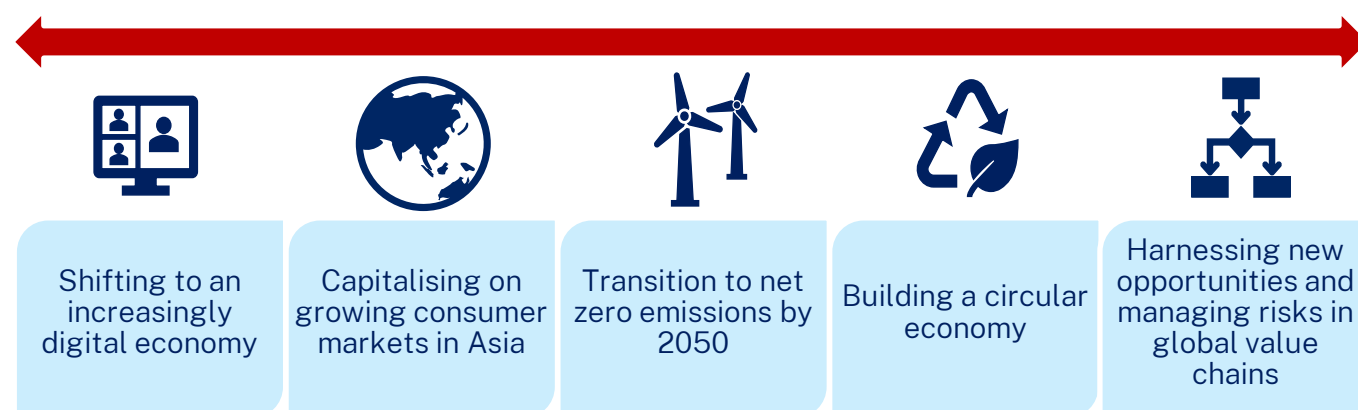 Shifting to an
increasingly
digital economy
Capitalising on
growing consumer
markets in Asia
Transition to net
zero emissions by
2050
Building a circular
economy
Harnessing new
opportunities and
managing risks in
global value
chains